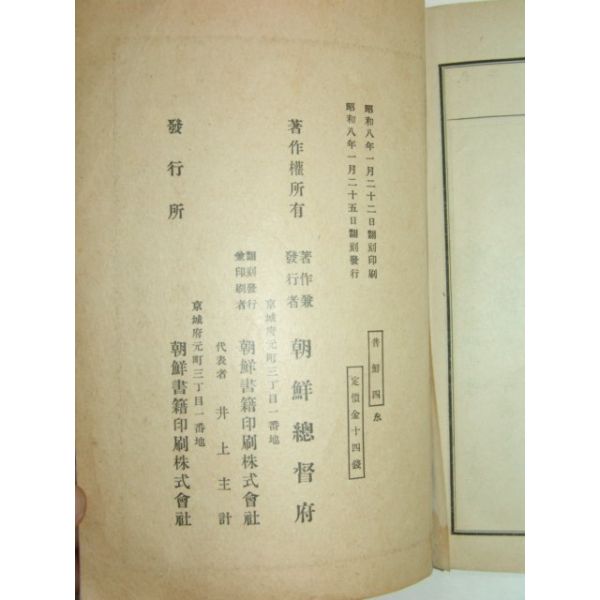 昭和八年一月二十二日飜刻印刷
昭和八年一月二十五日飜刻發行
普鮮四
定價金十四錢
著作權所有
著作兼
發行者
朝鮮總督府
京城府元町三丁目一番地
飜刻發行
兼印刷者
朝鮮書籍印刷株式會社
代表者 井上主計
京城府元町三丁目一番地
發行所
朝鮮書籍印刷株式會社